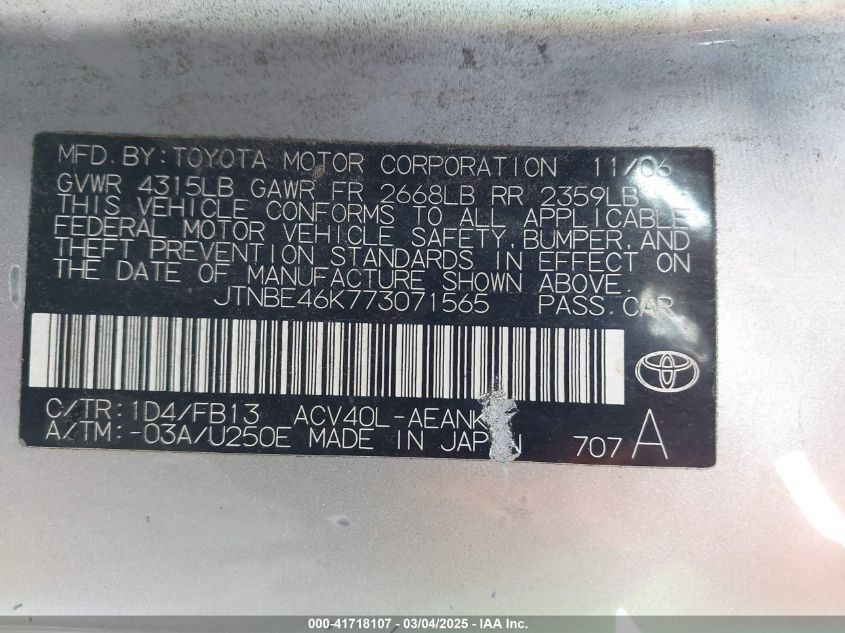 MFD.BY:TOYOTA MOTOR CORPORATION 11/06
GVWR 4315LB GAWR FR 2668LB RR 2359LB
THIS VEHICLE CONFORMS TO ALL APPLICABLE
FEDERAL MOTOR VEHICLE SAFETY,BUMPER,AND
THEFT PREVENTION STANDARDS IN EFFECT ON
THE DATE OF MANUFACTURE SHOWN ABOVE.
JTNBE46K773071565 PASS.CAR
C/TR:1D4/FB13 ACV40L-AEANK
A/TM:-03A/U250E MADE IN JAPAN 707 A
000-41718107 - 03/04/2025 - IAA Inc.